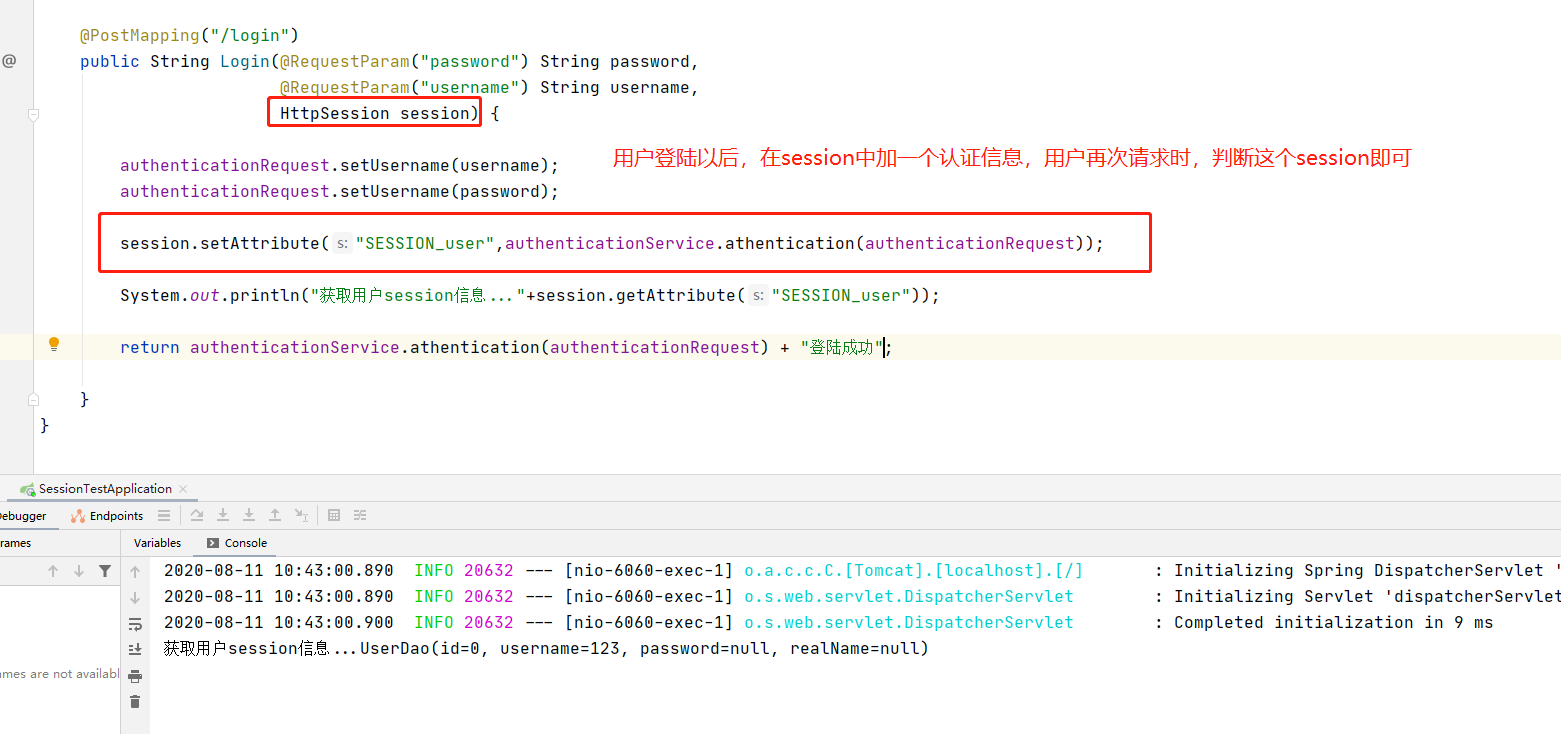 @PostMapping("/login")
@
public String Login(@RequestParam("password") String password,
@RequestParam("username") String username,
HttpSession session) {
用户登陆以后，在session中加一个认证信息，用户再次请求时，判断这个session即可
authenticationRequest.setUsername(username);
authenticationRequest.setUsername(password);
session.setAttribute( s: "SESSION_user",authenticationService.athentication(authenticationRequest));
System.out.println("获取用户session信息..."+session.getAttribute( s: "SESSION_user"));
return authenticationService.athentication(authenticationRequest) + "登陆成功";
}
}
SessionTestApplication
Debugger Endpoints
rames Variables Console
2020-08-11 10:43:00.890 INFO 20632 --- [nio-6060-exec-1] o.a.c.c.C.[Tomcat].[localhost].[/] : Initializing Spring DispatcherServlet '
2020-08-11 10:43:00.890 INFO 20632 --- [nio-6060-exec-1] o.s.web.servlet.DispatcherServlet : Initializing Servlet 'dispatcherServlet
2020-08-11 10:43:00.900 INFO 20632 --- [nio-6060-exec-1] o.s.web.servlet.DispatcherServlet : Completed initialization in 9 ms
获取用户session信息...UserDao(id=0, username=123, password=null, realName=null)
ames are not availabl